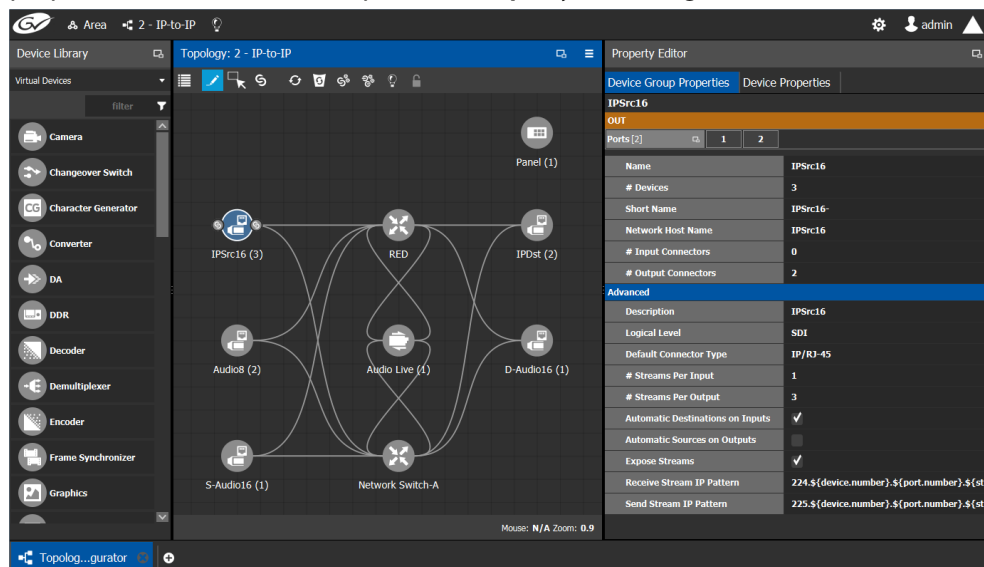 Area
2 - IP-to-IP
admin
Device Library
Topology: 2 - IP-to-IP
Property Editor
Virtual Devices
filter
Camera
Changeover Switch
CG
Character Generator
Converter
DA
DDR
Decoder
Demultiplexer
Encoder
Frame Synchronizer
Graphics
Panel (1)
IPSrc16 (3)
RED
IPDst (2)
Audio8 (2)
Audio Live (1)
D-Audio16 (1)
S-Audio16 (1)
Network Switch-A
Mouse: N/A Zoom: 0.9
Device Group Properties Device Properties
IPSrc16
OUT
Ports [2] 1 2
Name IPSrc16
# Devices 3
Short Name IPSrc16-
Network Host Name IPSrc16
# Input Connectors 0
# Output Connectors 2
Advanced
Description IPSrc16
Logical Level SDI
Default Connector Type IP/RJ-45
# Streams Per Input 1
# Streams Per Output 3
Automatic Destinations on Inputs
Automatic Sources on Outputs
Expose Streams
Receive Stream IP Pattern 224.${device.number}.${port.number}.${st
Send Stream IP Pattern 225.${device.number}.${port.number}.${st
Topolog...gurator